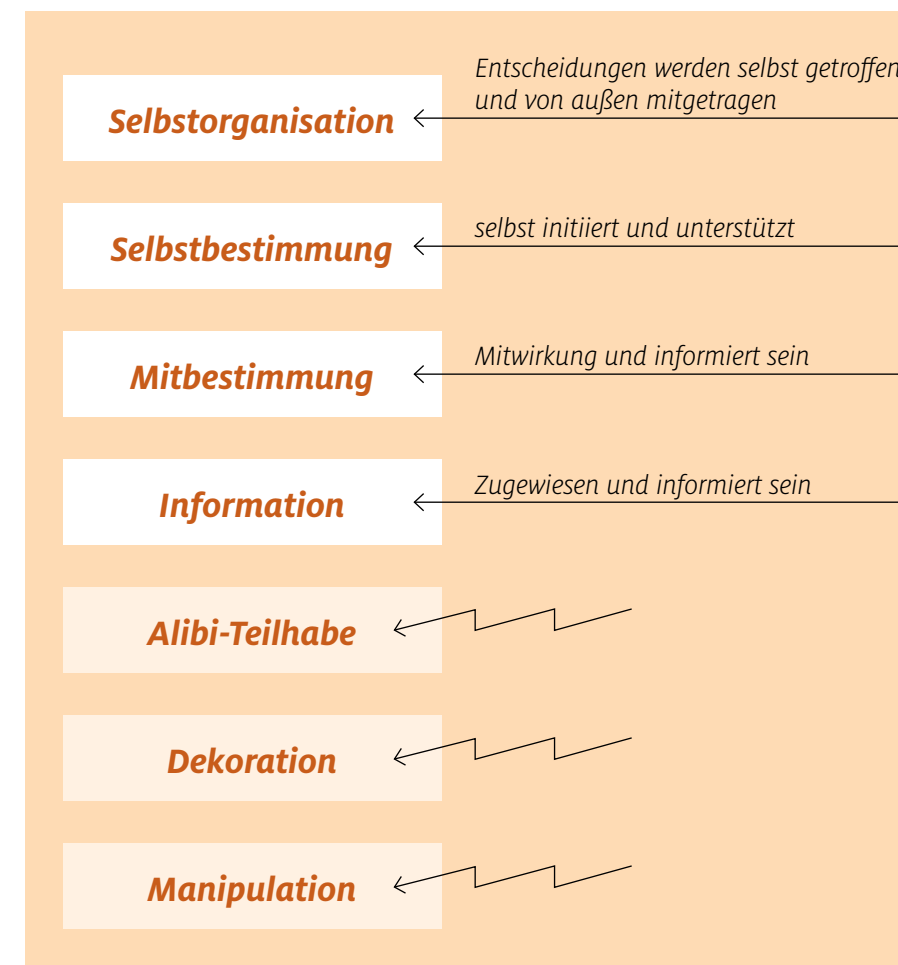 Entscheidungen werden selbst getroffen
und von außen mitgetragen
Selbstorganisation
selbst initiiert und unterstützt
Selbstbestimmung
Mitwirkung und informiert sein
Mitbestimmung
Zugewiesen und informiert sein
Information
Alibi-Teilhabe
Dekoration
Manipulation